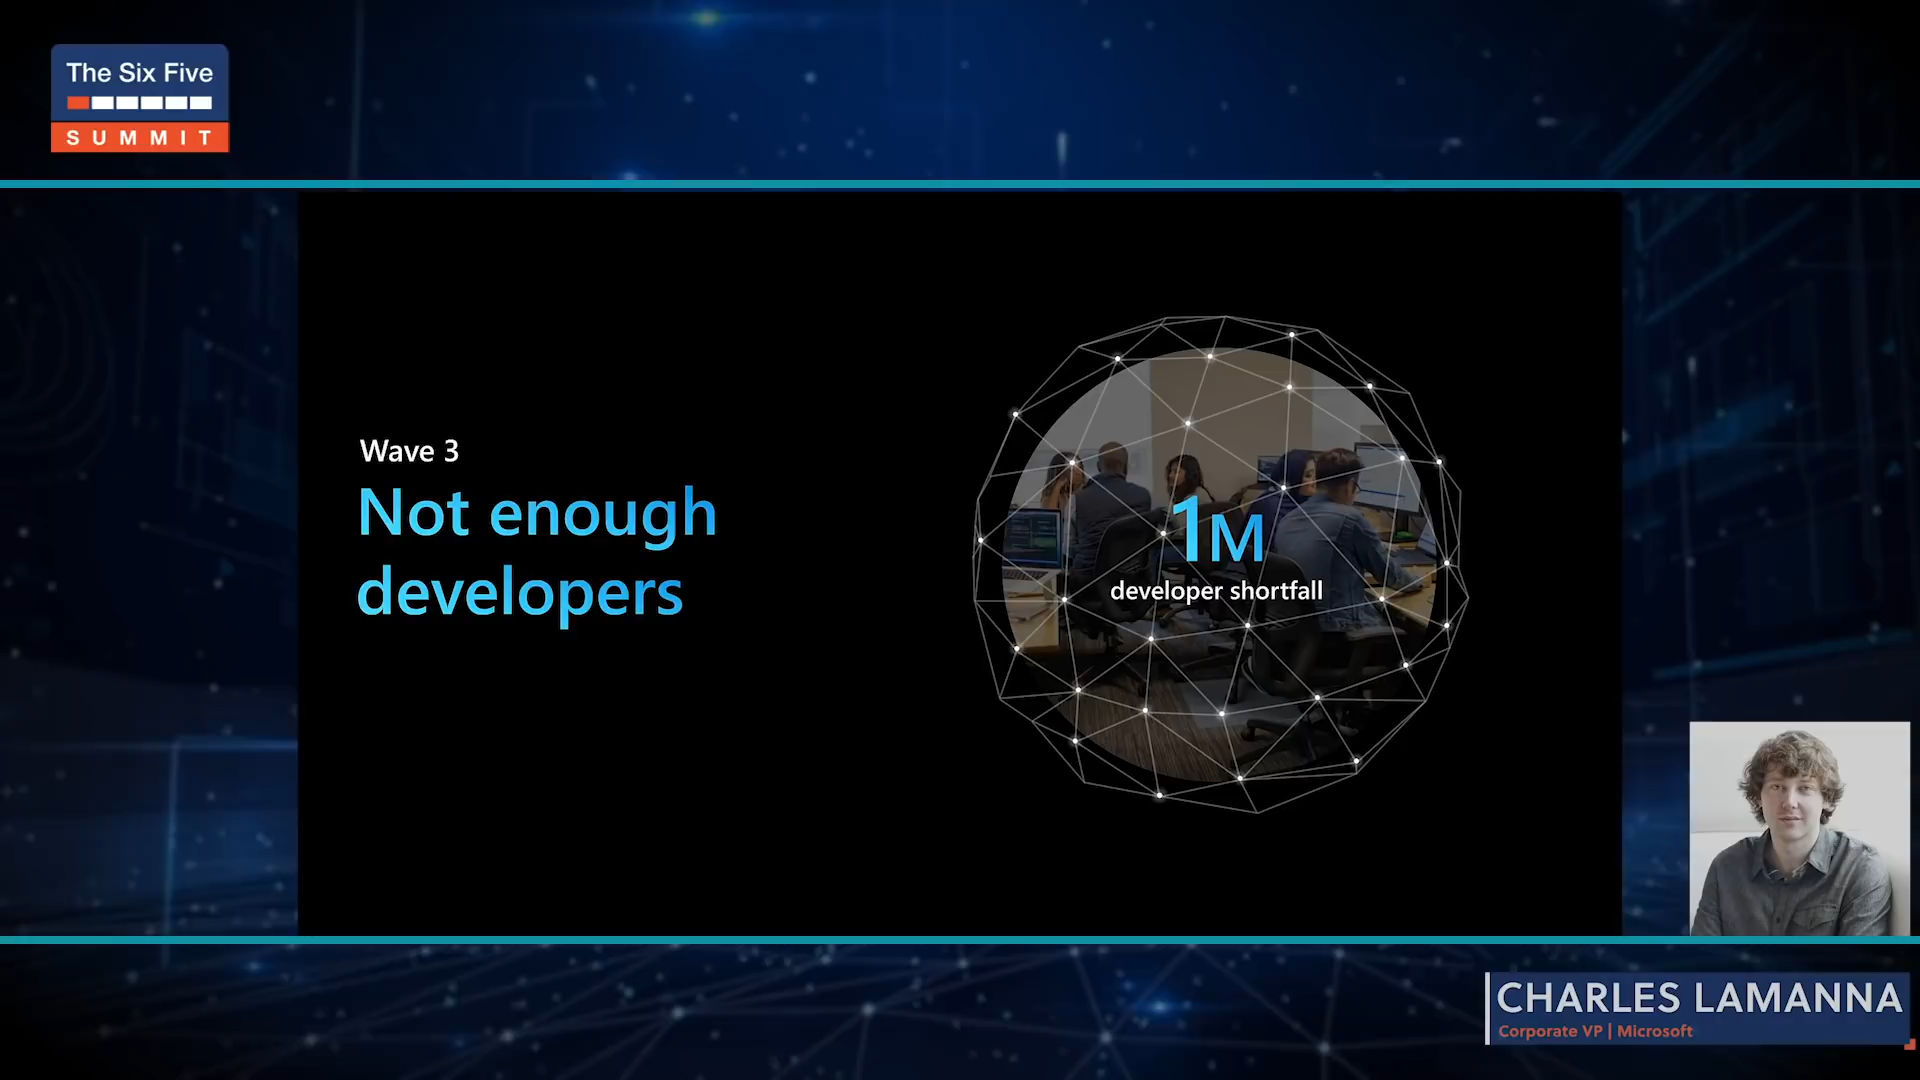 The Six Five
SUMMIT
Wave 3
Not enough
developers
1M
developer shortfall
CHARLES LAMANNA
Corporate VP | Microsoft